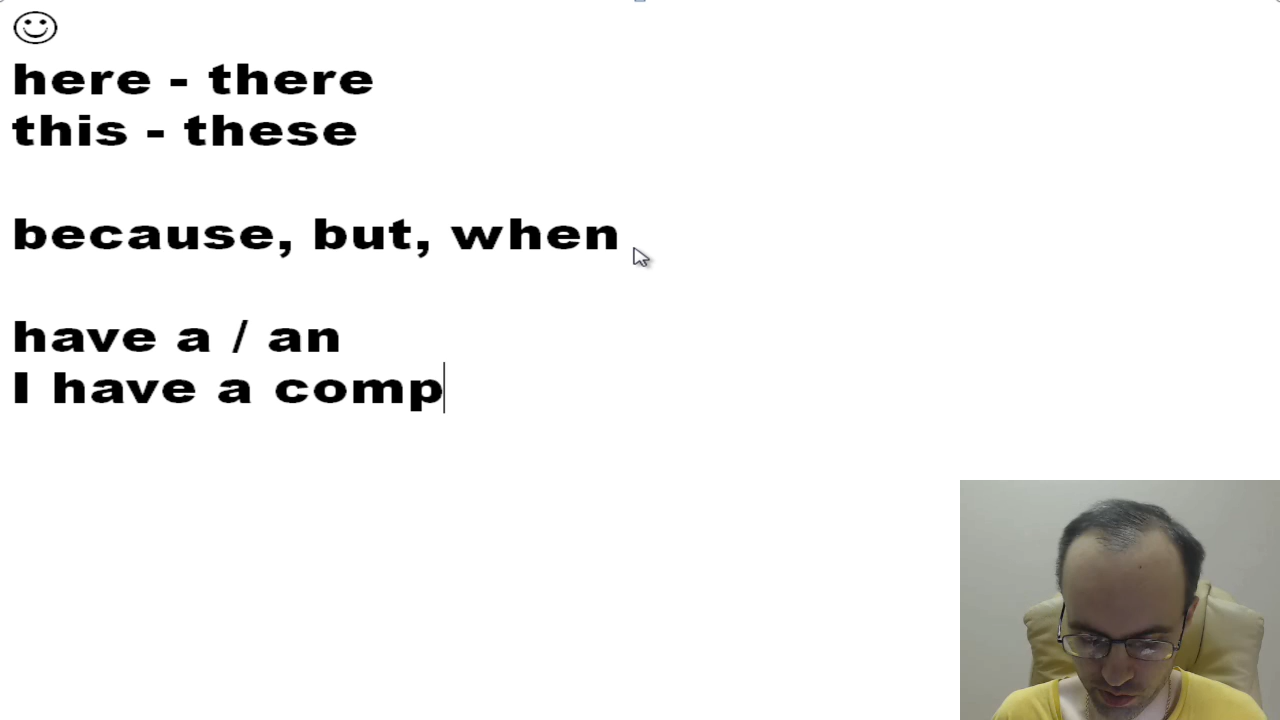 here - there
this - these
because, but, when
have a / an
I have a comp